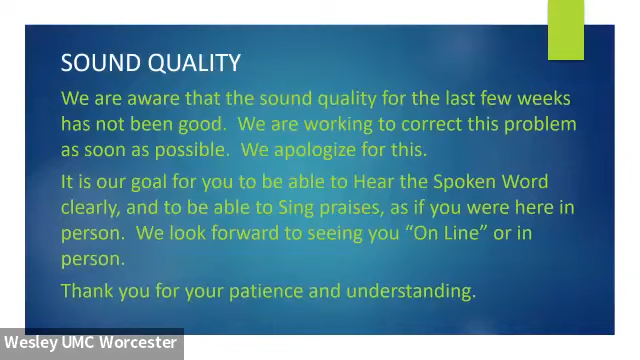 SOUND QUALITY
We are aware that the sound quality for the last few weeks
has not been good.  We are working to correct this problem
as soon as possible.  We apologize for this.
It is our goal for you to be able to Hear the Spoken Word
clearly, and to be able to Sing praises, as if you were here in
person.  We look forward to seeing you “On Line” or in
person.
Thank you for your patience and understanding.
Wesley UMC Worcester